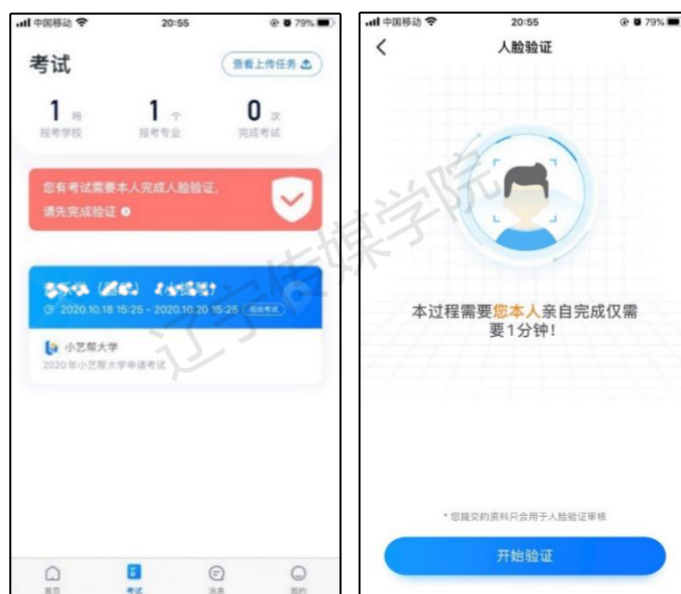 中国移动
20:55
79%
考试
查看上传任务
1 所
1 个
0 次
报考学校
报考专业
完成考试
您有考试需要本人完成人脸验证,
请先完成验证
2020.10.18 15:25 - 2020.10.20 15:25
小艺帮大学
2020年小艺帮大学申请考试
首页
考试
消息
我的
中国移动
20:55
79%
人脸验证
本过程需要您本人亲自完成仅需
要1分钟!
* 您提交的资料只会用于人脸验证审核
开始验证
辽宁传媒学院